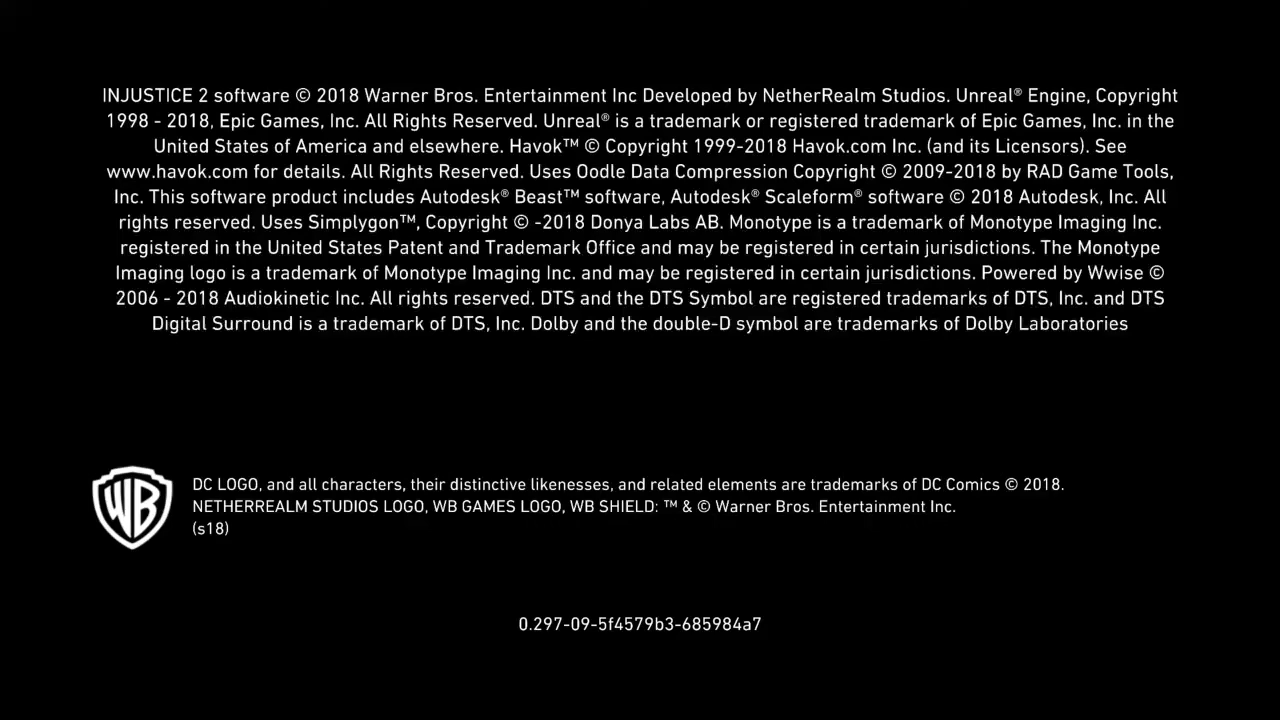 INJUSTICE 2 software © 2018 Warner Bros. Entertainment Inc Developed by NetherRealm Studios. Unreal® Engine, Copyright
1998 - 2018, Epic Games, Inc. All Rights Reserved. Unreal® is a trademark or registered trademark of Epic Games, Inc. in the
United States of America and elsewhere. Havok™ © Copyright 1999-2018 Havok.com Inc. (and its Licensors). See
www.havok.com for details. All Rights Reserved. Uses Oodle Data Compression Copyright © 2009-2018 by RAD Game Tools,
Inc. This software product includes Autodesk® Beast™ software, Autodesk® Scaleform® software © 2018 Autodesk, Inc. All
rights reserved. Uses Simplygon™, Copyright © -2018 Donya Labs AB. Monotype is a trademark of Monotype Imaging Inc.
registered in the United States Patent and Trademark Office and may be registered in certain jurisdictions. The Monotype
Imaging logo is a trademark of Monotype Imaging Inc. and may be registered in certain jurisdictions. Powered by Wwise ©
2006 - 2018 Audiokinetic Inc. All rights reserved. DTS and the DTS Symbol are registered trademarks of DTS, Inc. and DTS
Digital Surround is a trademark of DTS, Inc. Dolby and the double-D symbol are trademarks of Dolby Laboratories
WB
DC LOGO, and all characters, their distinctive likenesses, and related elements are trademarks of DC Comics © 2018.
NETHERREALM STUDIOS LOGO, WB GAMES LOGO, WB SHIELD: ™ & © Warner Bros. Entertainment Inc.
(s18)
0.297-09-5f4579b3-685984a7